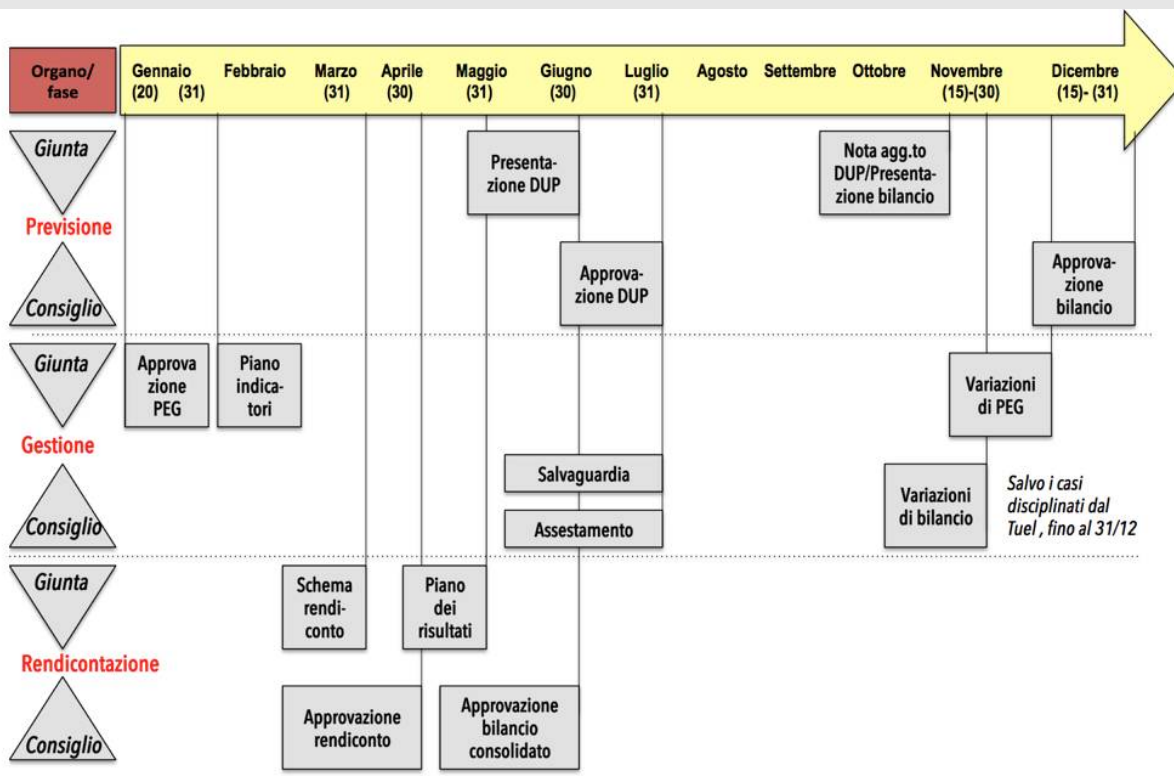 Organo/
fase
Gennaio
(20) (31)
Febbraio
Marzo
(31)
Aprile
(30)
Maggio
(31)
Giugno
(30)
Luglio
(31)
Agosto
Settembre
Ottobre
Novembre
(15)-(30)
Dicembre
(15)- (31)
Giunta
Previsione
Consiglio
Presenta-
zione DUP
Nota agg.to
DUP/Presenta-
zione bilancio
Approva-
zione DUP
Approva-
zione
bilancio
Giunta
Gestione
Consiglio
Approva
zione
PEG
Piano
indica-
tori
Variazioni
di PEG
Salvaguardia
Assestamento
Variazioni
di bilancio
Salvo i casi
disciplinati dal
Tuel , fino al 31/12
Giunta
Rendicontazione
Consiglio
Schema
rendi-
conto
Piano
dei
risultati
Approvazione
rendiconto
Approvazione
bilancio
consolidato